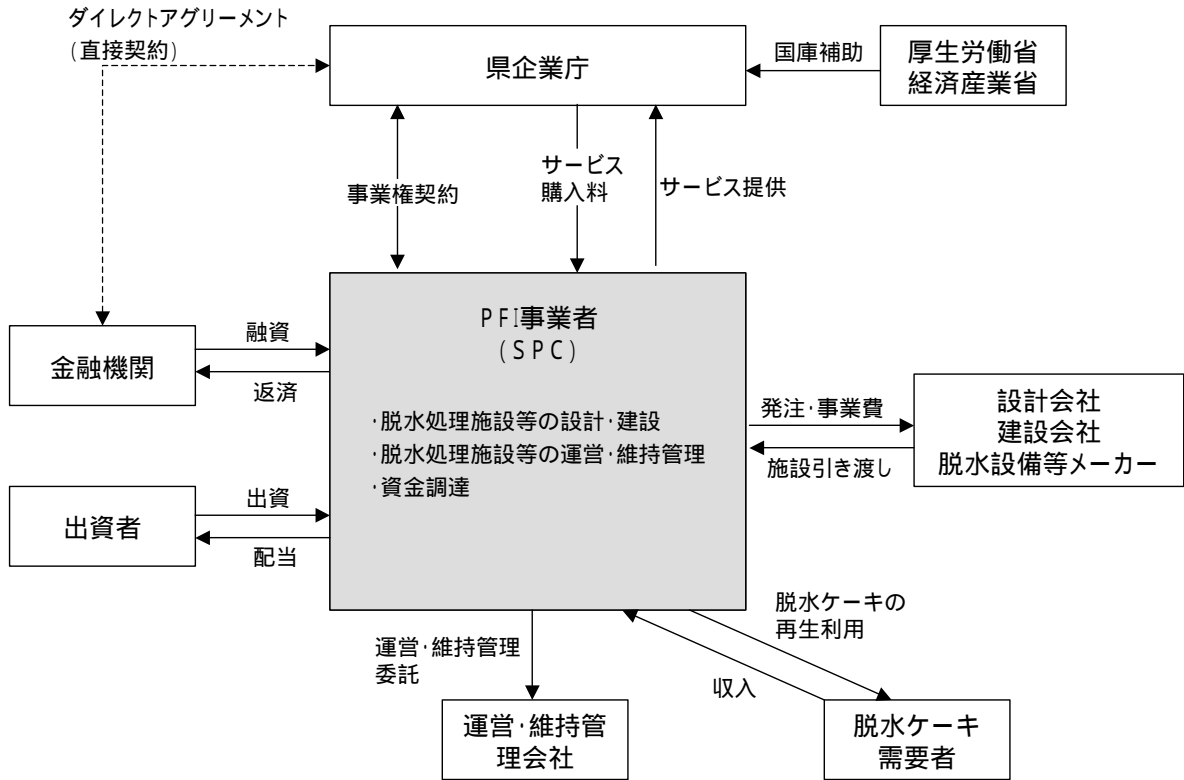 ダイレクトアグリーメント
(直接契約)
県企業庁
国庫補助
厚生労働省
経済産業省
事業権契約
サービス
購入料
サービス提供
PFI事業者
(SPC)
・脱水処理施設等の設計・建設
・脱水処理施設等の運営・維持管理
・資金調達
金融機関
融資
返済
出資者
出資
配当
発注・事業費
施設引き渡し
設計会社
建設会社
脱水設備等メーカー
運営・維持管理
委託
運営・維持管
理会社
脱水ケーキの
再生利用
収入
脱水ケーキ
需要者